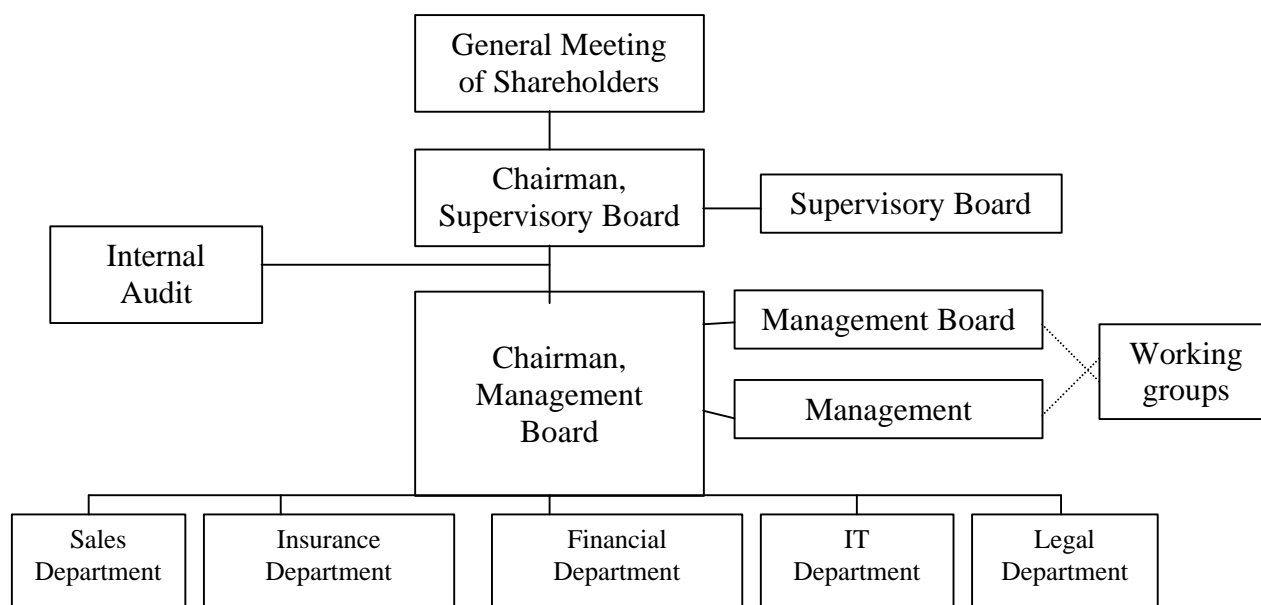 General Meeting
of Shareholders
Chairman,
Supervisory Board
Supervisory Board
Internal
Audit
Chairman,
Management
Board
Management Board
Management
Working
groups
Sales
Department
Insurance
Department
Financial
Department
IT
Department
Legal
Department